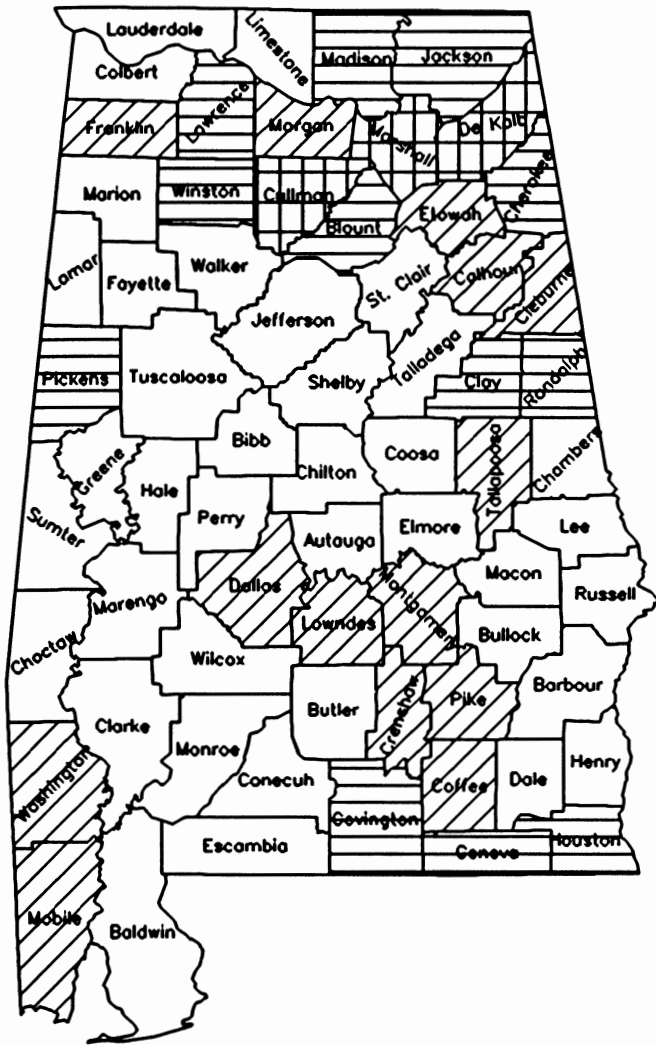 Lauderdale
Limestone
Madison
Jackson
Colbert
Lawrence
Franklin
Morgan
Marshall
De Kalb
Cherokee
Marion
Winston
Cullman
Blount
Etowah
Lamar
Fayette
Walker
St. Clair
Calhoun
Cleburne
Jefferson
Talladega
Pickens
Tuscaloosa
Shelby
Clay
Randolph
Bibb
Greene
Hale
Chilton
Coosa
Tallapoosa
Chambers
Sumter
Perry
Autauga
Elmore
Lee
Macon
Russell
Marengo
Dallas
Lowndes
Montgomery
Bullock
Choctaw
Wilcox
Butler
Crenshaw
Pike
Barbour
Clarke
Monroe
Conecuh
Washington
Covington
Coffee
Dale
Henry
Escambia
Geneva
Houston
Mobile
Baldwin